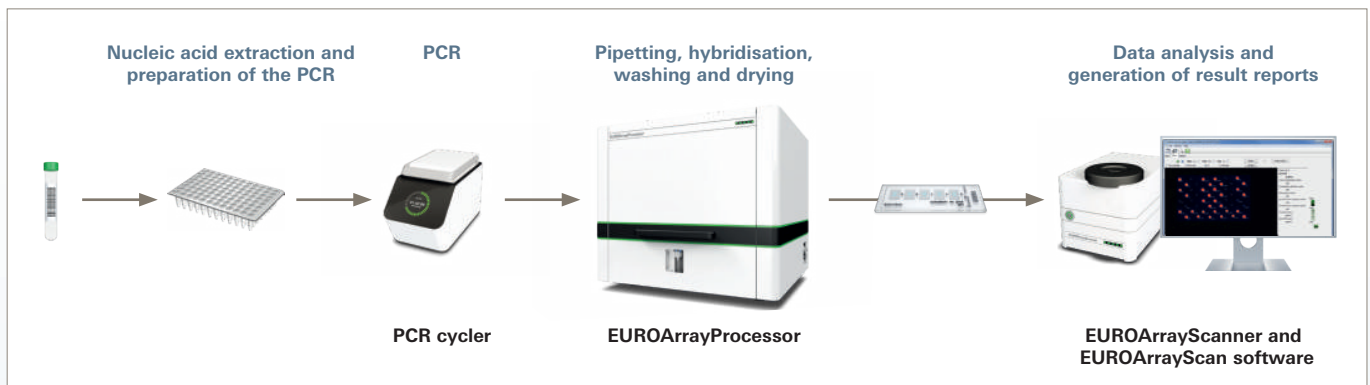 Nucleic acid extraction and
preparation of the PCR
PCR
Pipetting, hybridisation,
washing and drying
Data analysis and
generation of result reports
EUROArrayProcessor
PCR cycler
EUROArrayProcessor
EUROArrayScanner and
EUROArrayScan software